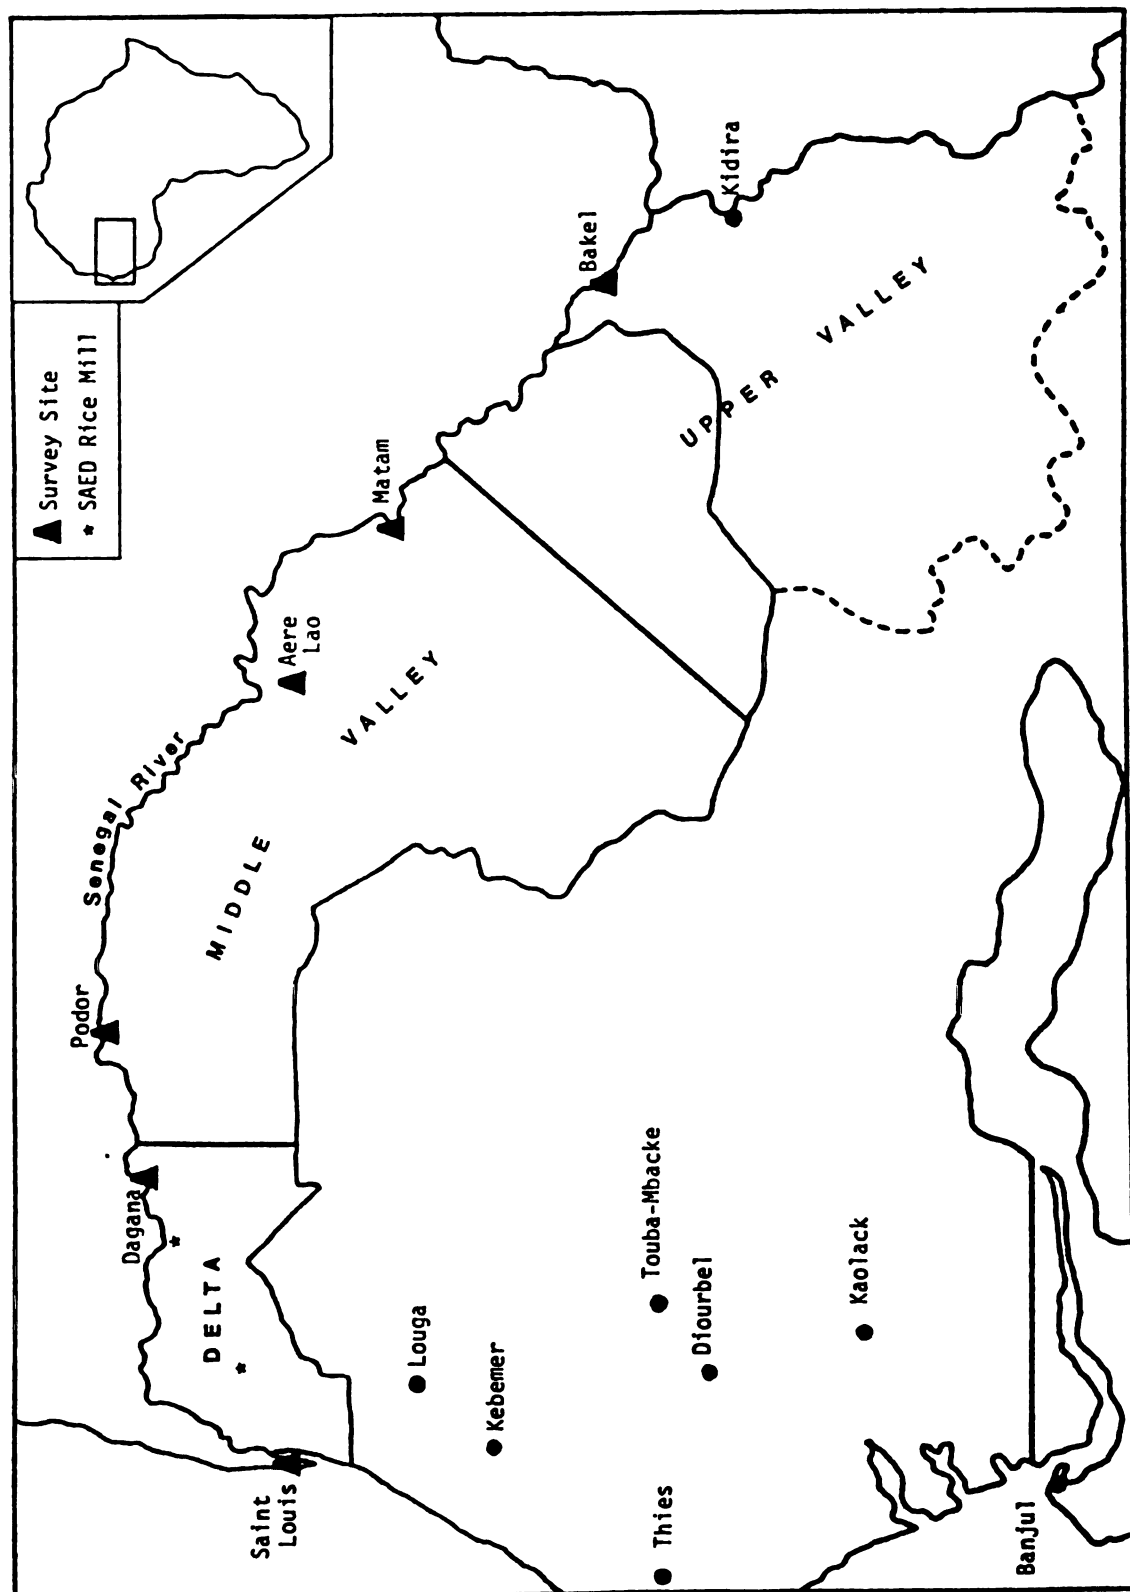 Survey Site
* SAED Rice Mill
Senegal River
Podor
Dagana
Saint
Louis
DELTA
MIDDLE
VALLEY
Aere
Lao
Matam
Bakel
Kidira
UPPER
VALLEY
Louga
Kebemer
Touba-Mbacke
Diourbel
Thies
Kaolack
Banjul